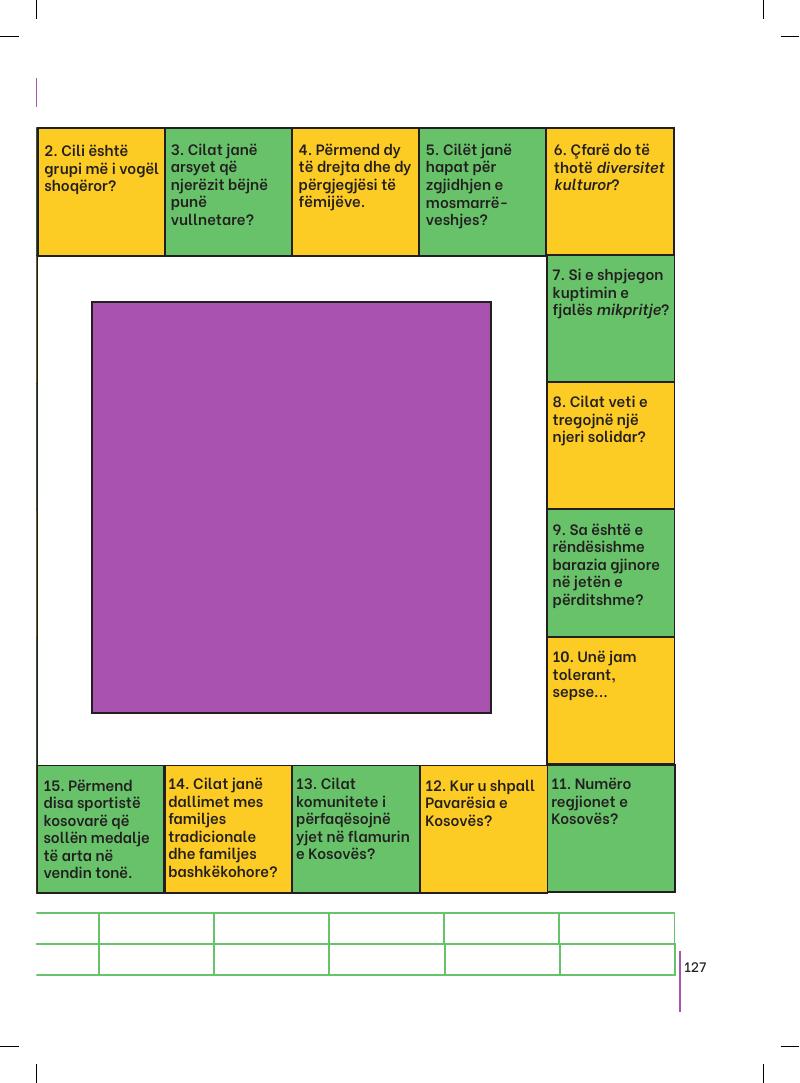 2. Cili është
grupi më i vogël
shoqëror?
3. Cilat janë
arsyet që
njerëzit bëjnë
punë
vullnetare?
4. Përmend dy
të drejta dhe dy
përgjegjësi të
fëmijëve.
5. Cilët janë
hapat për
zgjidhjen e
mosmarrë-
veshjes?
6. Çfarë do të
thotë diversitet
kulturor?
7. Si e shpjegon
kuptimin e
fjalës mikpritje?
8. Cilat veti e
tregojnë një
njeri solidar?
9. Sa është e
rëndësishme
barazia gjinore
në jetën e
përditshme?
10. Unë jam
tolerant,
sepse...
11. Numëro
regjionet e
Kosovës?
12. Kur u shpall
Pavarësia e
Kosovës?
13. Cilat
komunitete i
përfaqësojnë
yjet në flamurin
e Kosovës?
14. Cilat janë
dallimet mes
familjes
tradicionale
dhe familjes
bashkëkohore?
15. Përmend
disa sportistë
kosovarë që
sollën medalje
të arta në
vendin tonë.
127